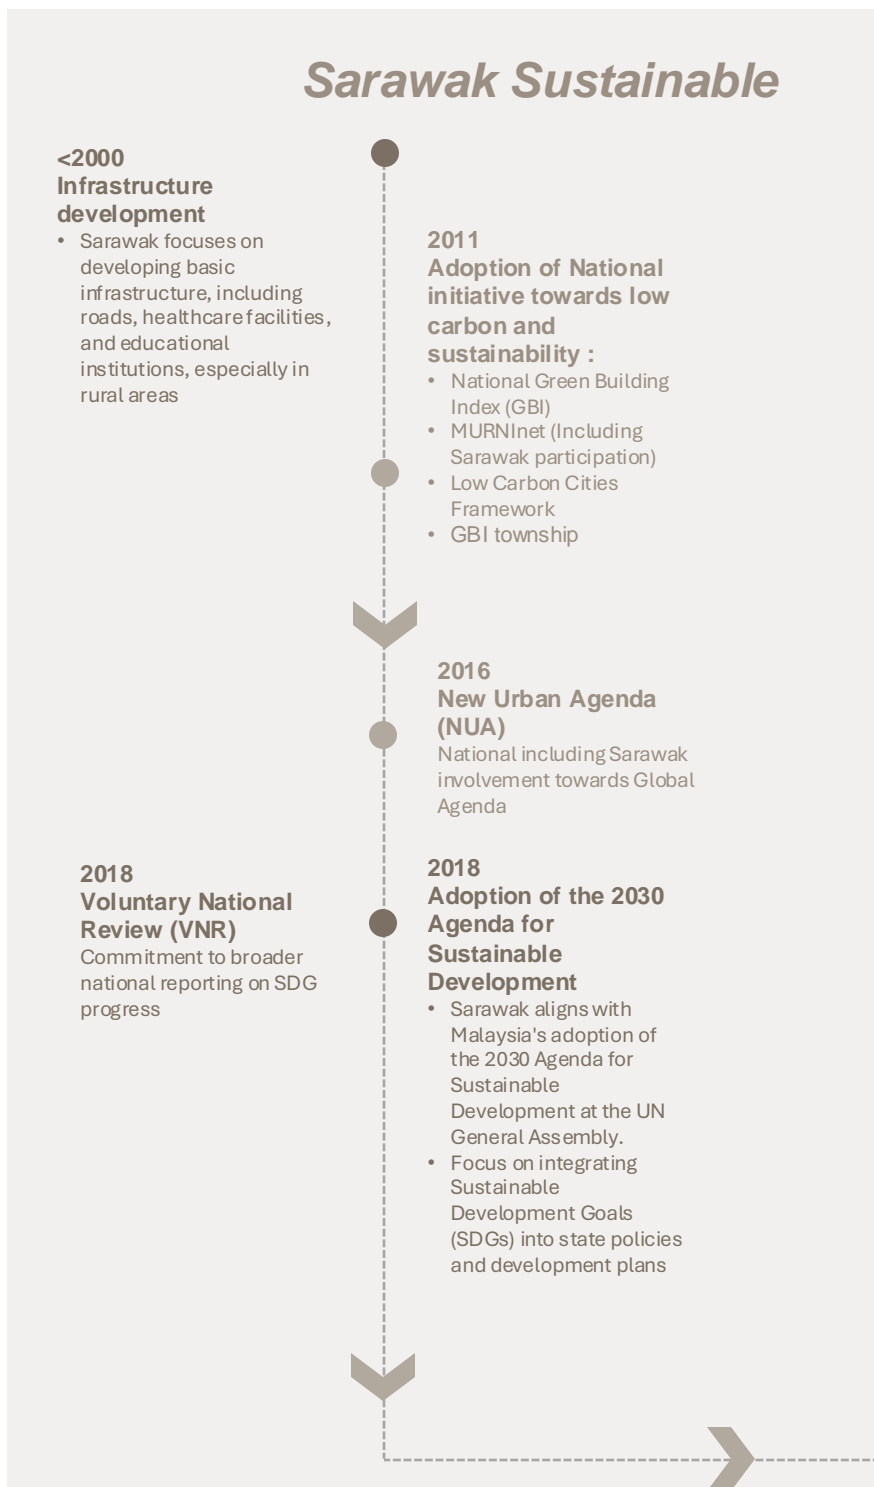 Sarawak Sustainable
<2000
Infrastructure
development
• Sarawak focuses on
developing basic
infrastructure, including
roads, healthcare facilities,
and educational
institutions, especially in
rural areas
2011
Adoption of National
initiative towards low
carbon and
sustainability :
• National Green Building
Index (GBI)
• MURNInet (Including
Sarawak participation)
• Low Carbon Cities
Framework
• GBI township
2016
New Urban Agenda
(NUA)
National including Sarawak
involvement towards Global
Agenda
2018
Voluntary National
Review (VNR)
Commitment to broader
national reporting on SDG
progress
2018
Adoption of the 2030
Agenda for
Sustainable
Development
• Sarawak aligns with
Malaysia's adoption of
the 2030 Agenda for
Sustainable
Development at the UN
General Assembly.
• Focus on integrating
Sustainable
Development Goals
(SDGs) into state policies
and development plans